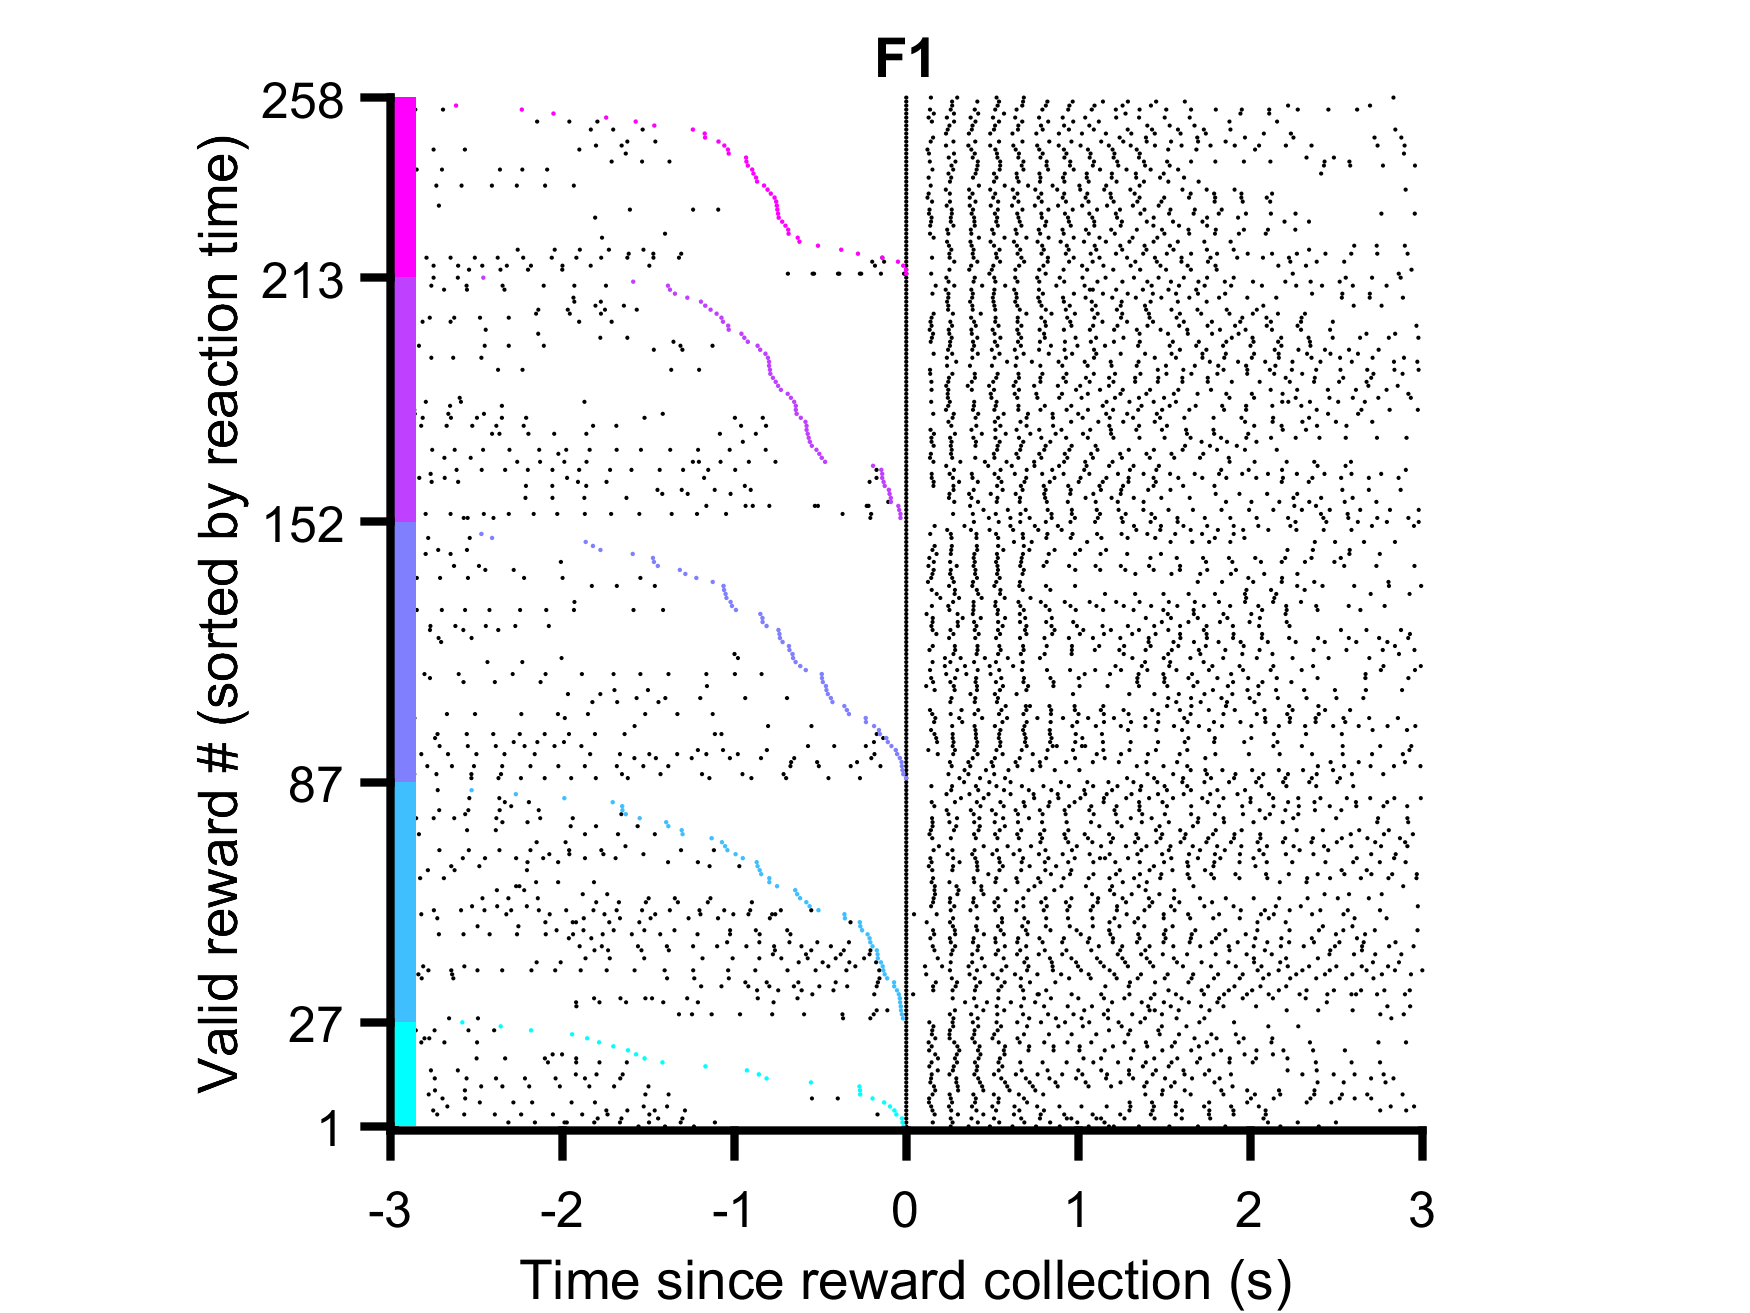 F1
Valid reward # (sorted by reaction time)
258
213
152
87
27
1
-3 -2 -1 0 1 2 3
Time since reward collection (s)